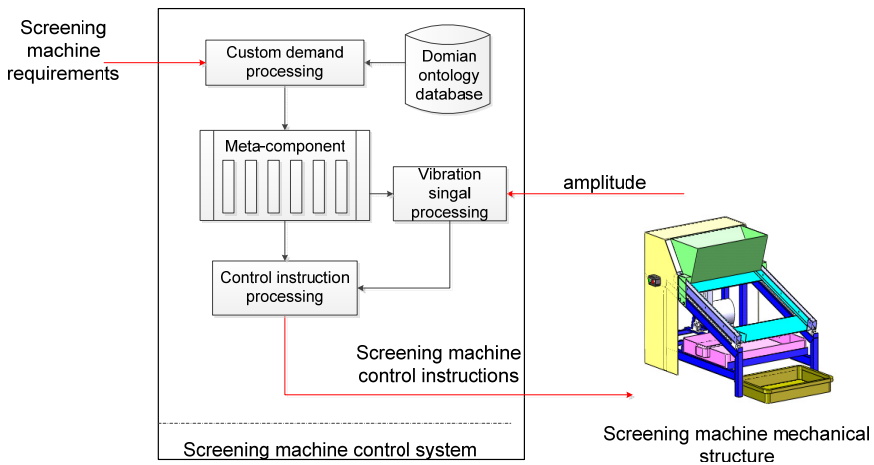 Screening
machine
requirements
Custom demand
processing
Domian
ontology
database
Meta-component
Vibration
singal
processing
amplitude
Control instruction
processing
Screening machine
control instructions
Screening machine control system
Screening machine mechanical
structure